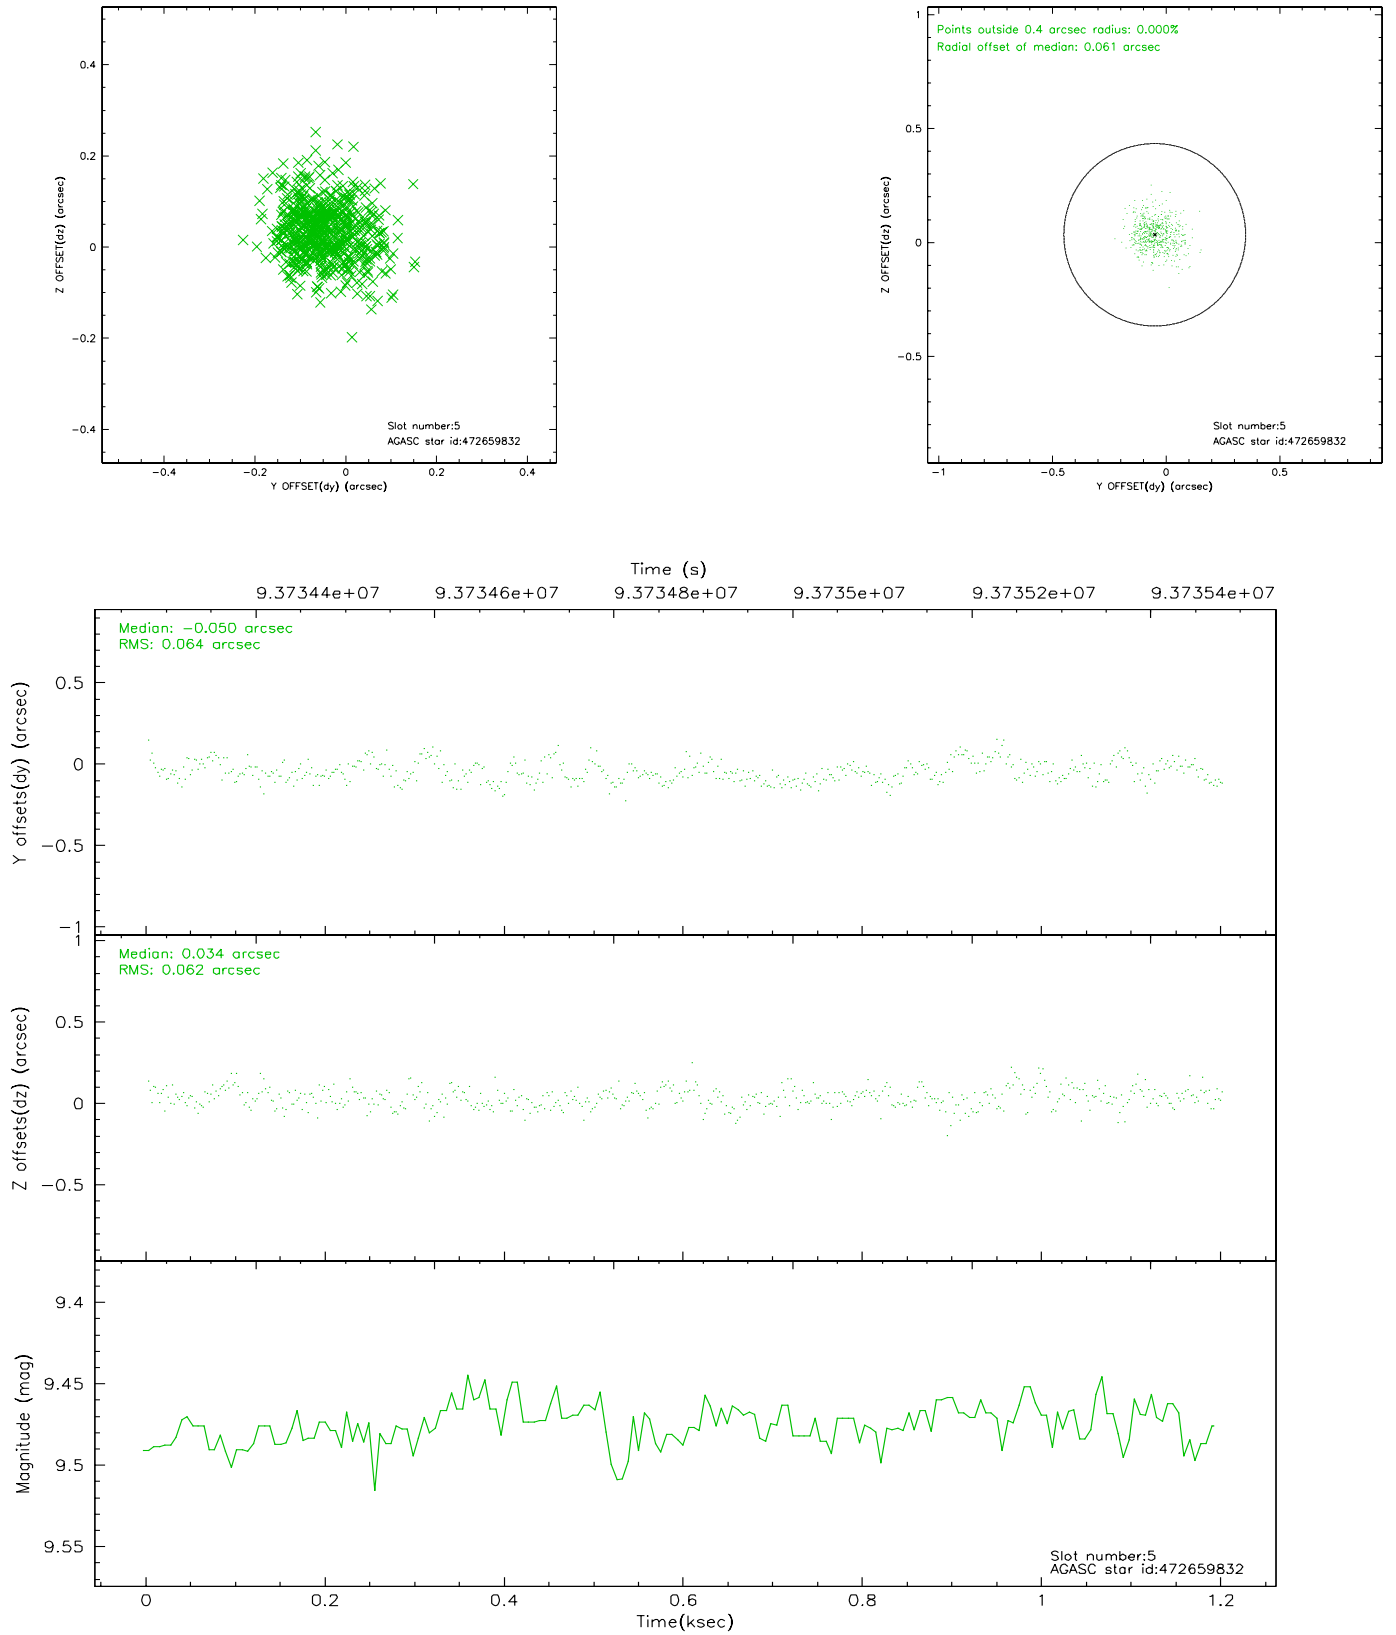 0.4
0.2
0
−0.2
−0.4
Z OFFSET(dz) (arcsec)
Slot number:5
AGASC star id:472659832
−0.4 −0.2 0 0.2 0.4
Y OFFSET(dy) (arcsec)
Points outside 0.4 arcsec radius: 0.000%
Radial offset of median: 0.061 arcsec
1
0.5
0
−0.5
Z OFFSET(dz) (arcsec)
Slot number:5
AGASC star id:472659832
−1 −0.5 0 0.5
Y OFFSET(dy) (arcsec)
Time (s)
9.37344e+07 9.37346e+07 9.37348e+07 9.3735e+07 9.37352e+07 9.37354e+07
Median: −0.050 arcsec
RMS: 0.064 arcsec
0.5
0
−0.5
−1
Y offsets(dy) (arcsec)
Median: 0.034 arcsec
RMS: 0.062 arcsec
1
0.5
0
−0.5
Z offsets(dz) (arcsec)
9.4
9.45
9.5
9.55
Magnitude (mag)
Slot number:5
AGASC star id:472659832
0 0.2 0.4 0.6 0.8 1 1.2
Time(ksec)